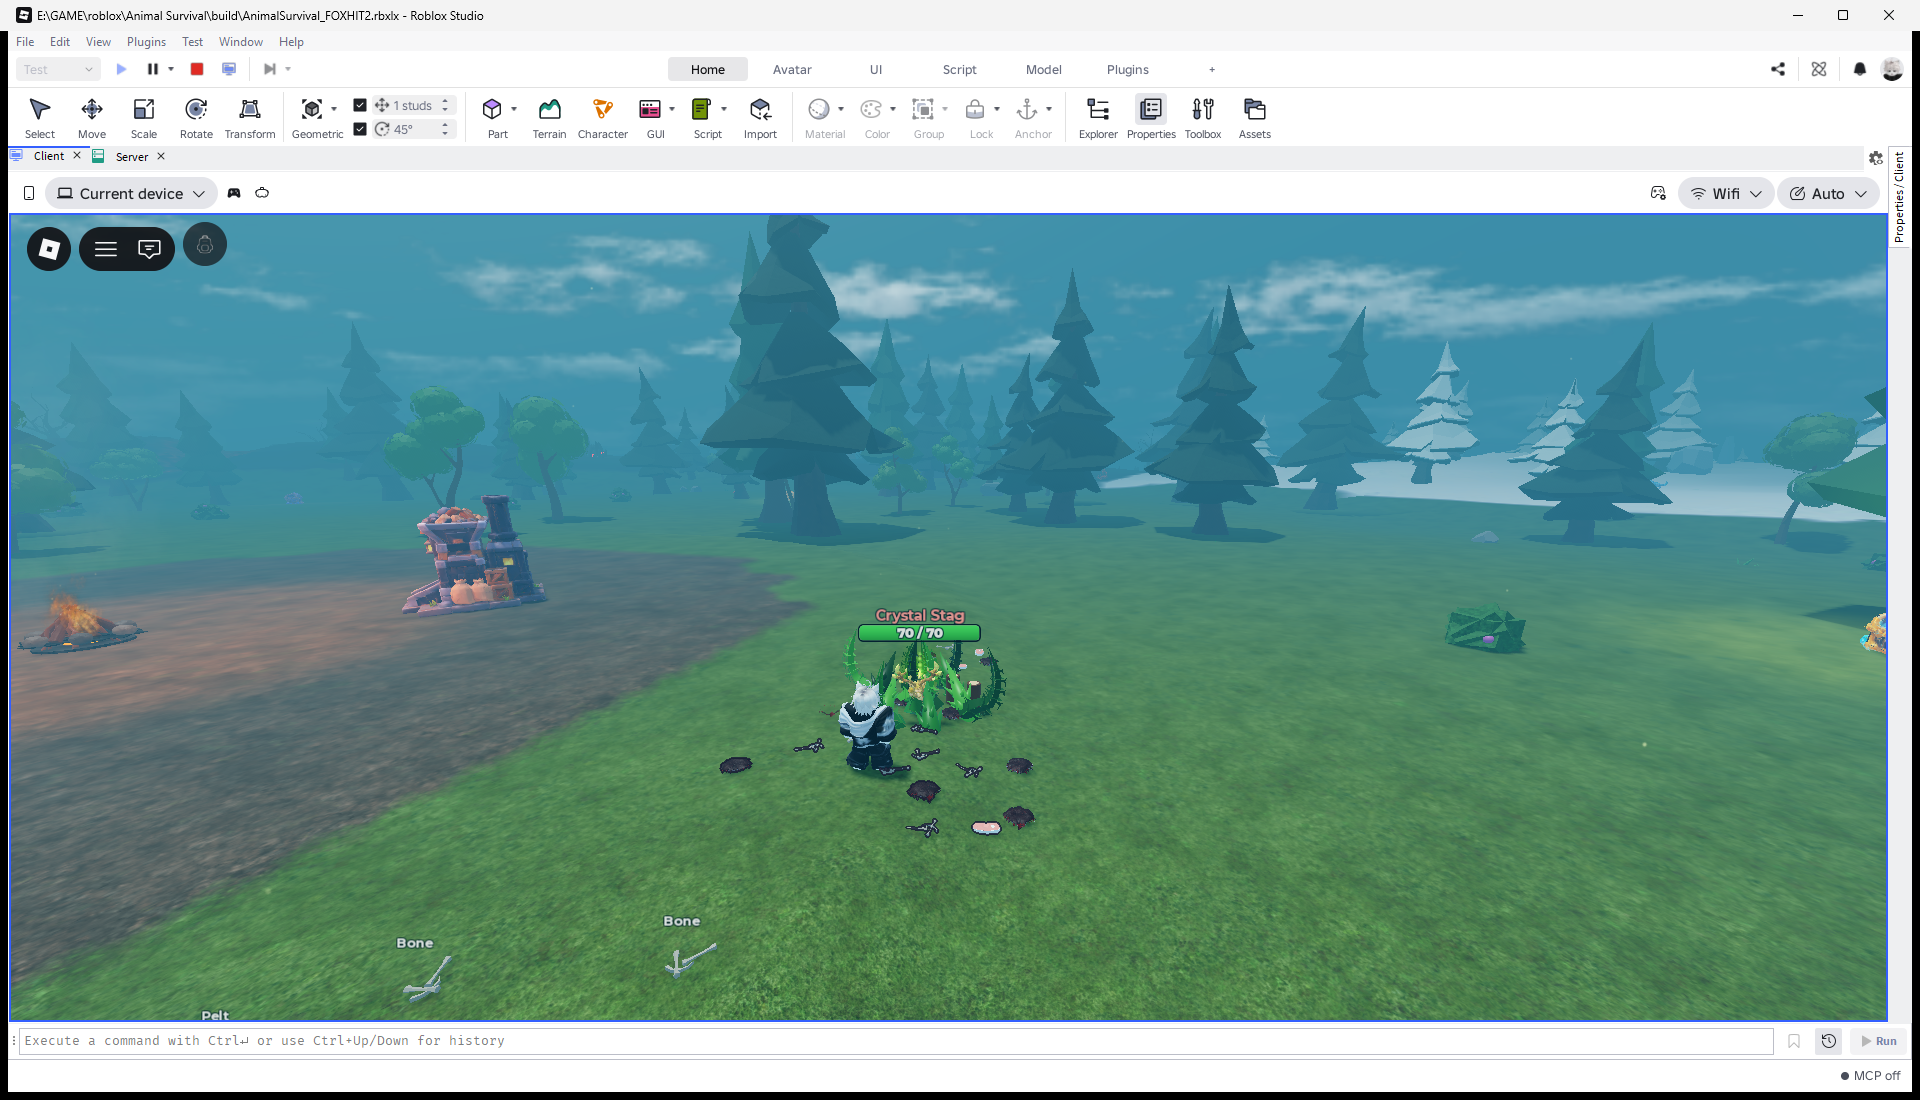 E:\GAME\roblox\Animal Survival\build\AnimalSurvival_FOXHIT2.rbxlx - Roblox Studio
File Edit View Plugins Test Window Help
Test
Home Avatar UI Script Model Plugins +
1 studs
45°
Select Move Scale Rotate Transform Geometric Part Terrain Character GUI Script Import Material Color Group Lock Anchor Explorer Properties Toolbox Assets
Client Server
Properties / Client
Current device
Wifi Auto
Crystal Stag
70 / 70
Bone
Bone
Pelt
Execute a command with Ctrl↵ or use Ctrl+Up/Down for history
Run
MCP off